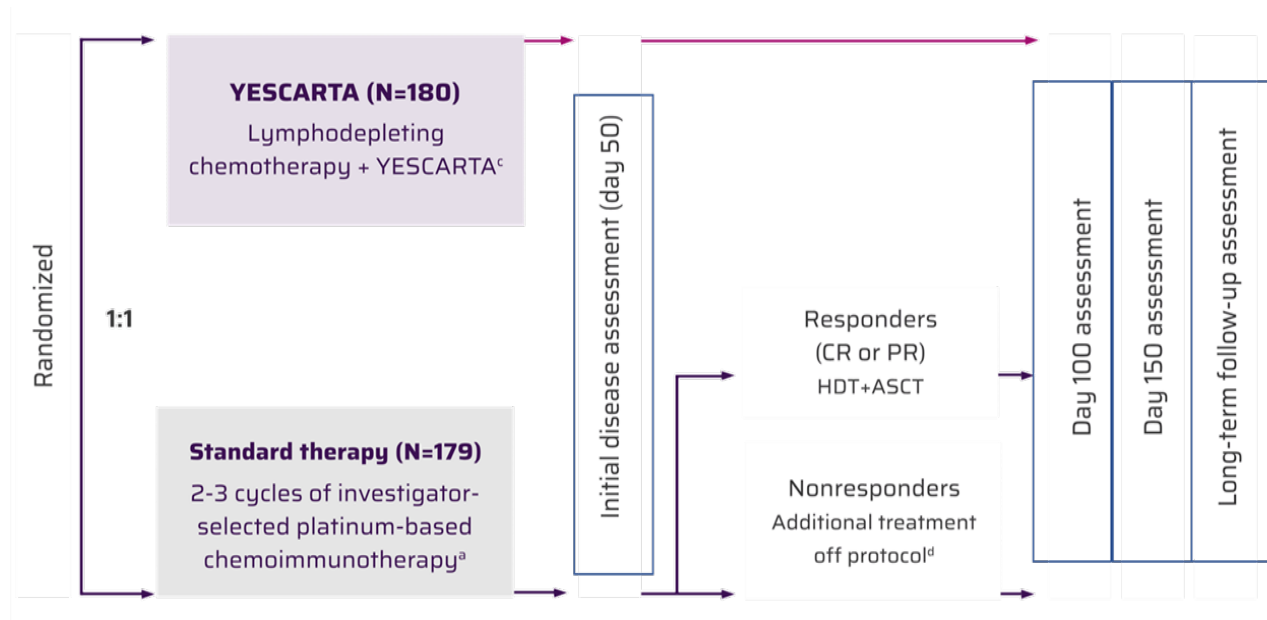 Randomized
1:1
YESCARTA (N=180)
Lymphodepleting
chemotherapy + YESCARTAᶜ
Standard therapy (N=179)
2-3 cycles of investigator-
selected platinum-based
chemoimmunotherapyᵃ
Initial disease assessment (day 50)
Responders
(CR or PR)
HDT+ASCT
Nonresponders
Additional treatment
off protocolᵈ
Day 100 assessment
Day 150 assessment
Long-term follow-up assessment